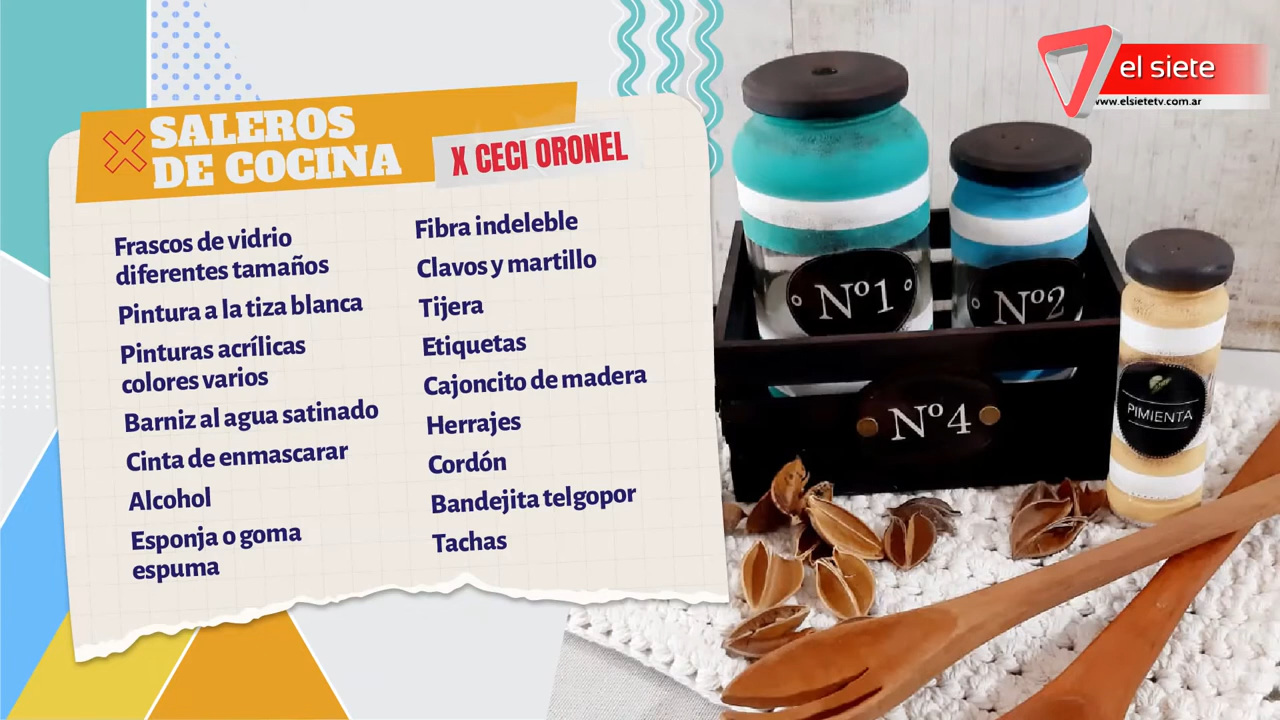 SALEROS
DE COCINA
X CECI ORONEL
Frascos de vidrio
diferentes tamaños
Pintura a la tiza blanca
Pinturas acrílicas
colores varios
Barniz al agua satinado
Cinta de enmascarar
Alcohol
Esponja o goma
espuma
Fibra indeleble
Clavos y martillo
Tijera
Etiquetas
Cajoncito de madera
Herrajes
Cordón
Bandejita telgopor
Tachas
7 el siete
www.elsietetv.com.ar
Nº1
Nº2
Nº4
PIMIENTA